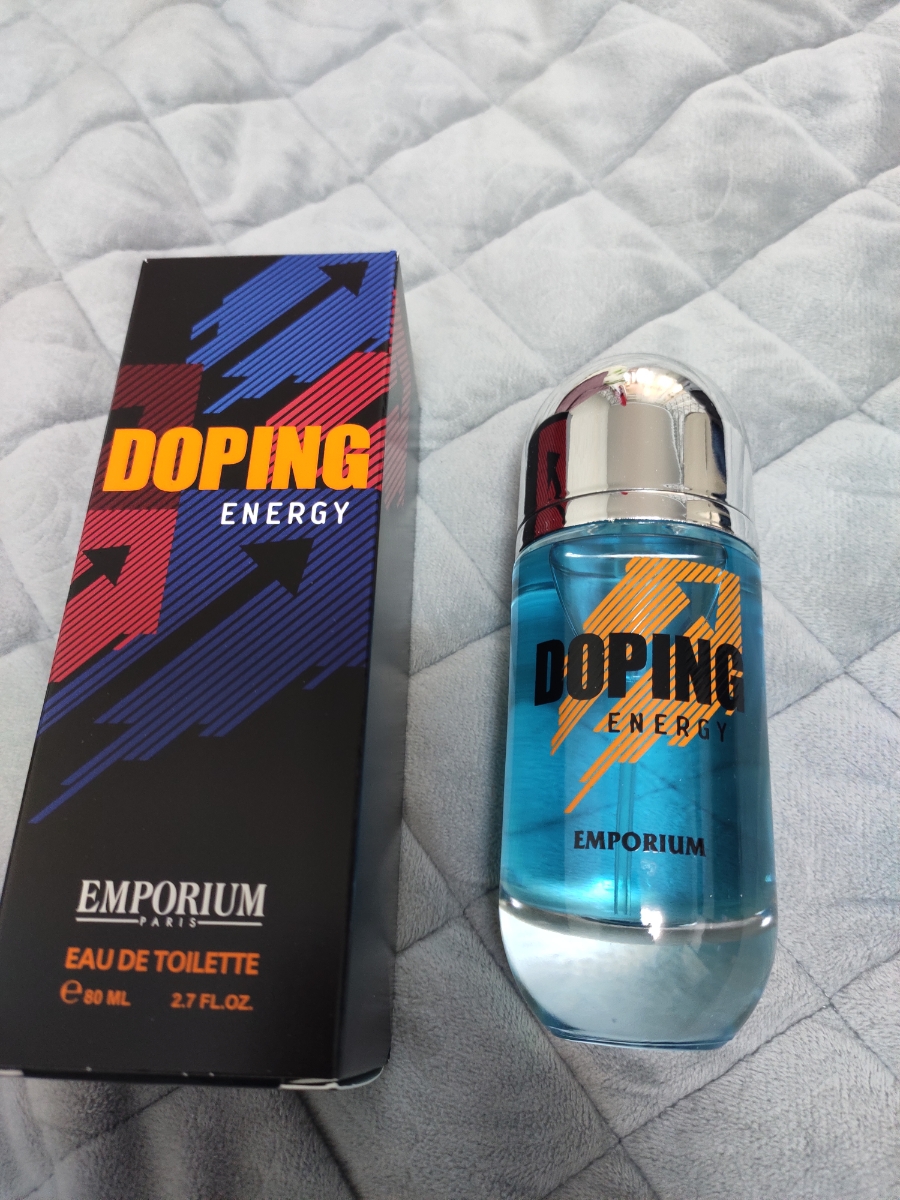 DOPING
ENERGY
EMPORIUM
PARIS
EAU DE TOILETTE
℮ 80 ML 2.7 FL.OZ.
DOPING
ENERGY
EMPORIUM